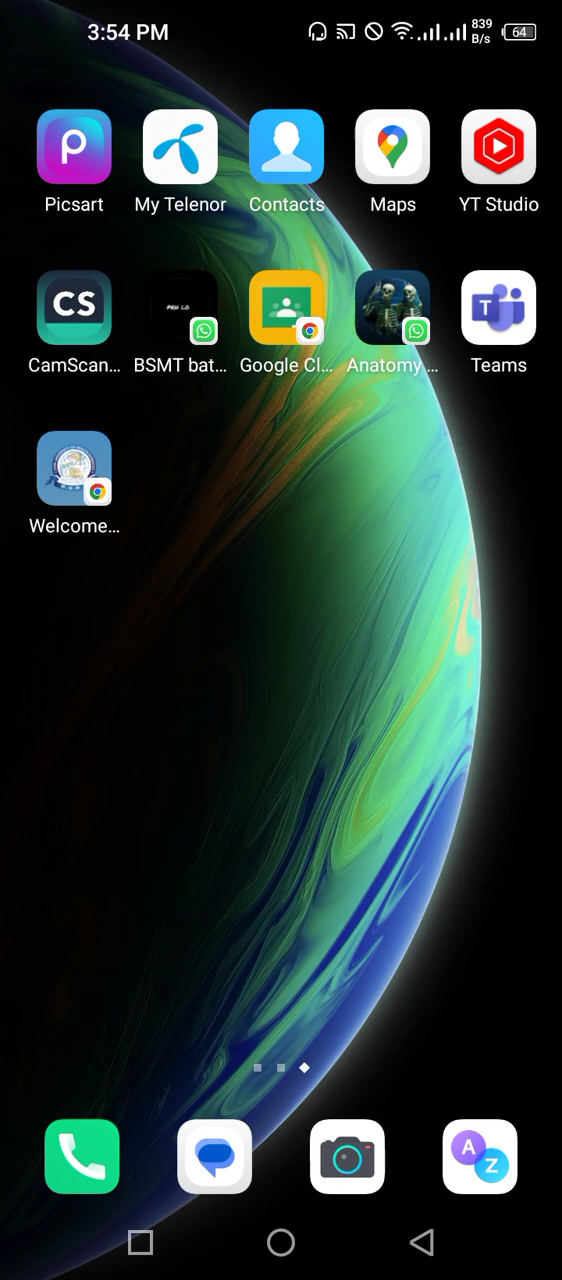 3:54 PM
839
B/s
64
Picsart
My Telenor
Contacts
Maps
YT Studio
CS
T
CamScan...
BSMT bat...
Google Cl...
Anatomy ...
Teams
Welcome...
A
Z